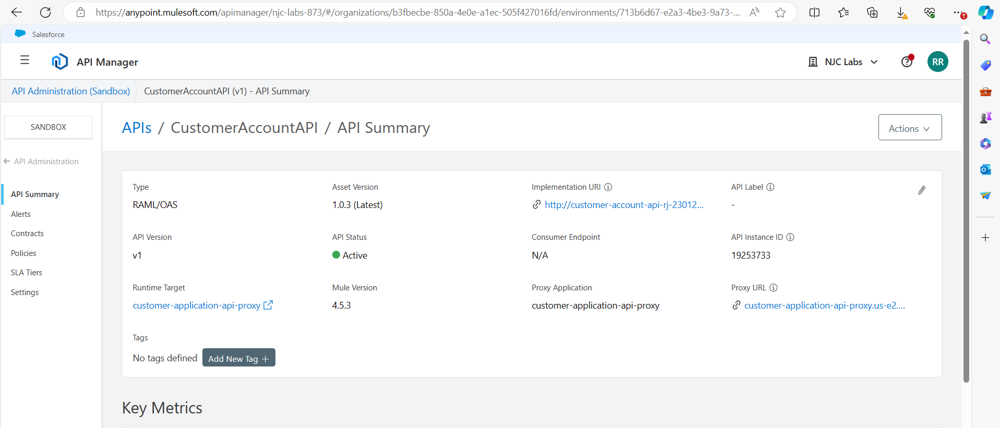 https://anypoint.mulesoft.com/apimanager/njc-labs-873/#/organizations/b3fbecbe-850a-4e0e-a1ec-505f427016fd/environments/713b6d67-e2a3-4be3-9a73-...
Salesforce
API Manager
NJC Labs
RR
API Administration (Sandbox)
CustomerAccountAPI (v1) - API Summary
SANDBOX
API Administration
API Summary
Alerts
Contracts
Policies
SLA Tiers
Settings
APIs / CustomerAccountAPI / API Summary
Actions
Type
RAML/OAS
Asset Version
1.0.3 (Latest)
Implementation URI
http://customer-account-api-rj-23012...
API Label
-
API Version
v1
API Status
Active
Consumer Endpoint
N/A
API Instance ID
19253733
Runtime Target
customer-application-api-proxy
Mule Version
4.5.3
Proxy Application
customer-application-api-proxy
Proxy URL
customer-application-api-proxy.us-e2....
Tags
No tags defined
Add New Tag +
Key Metrics